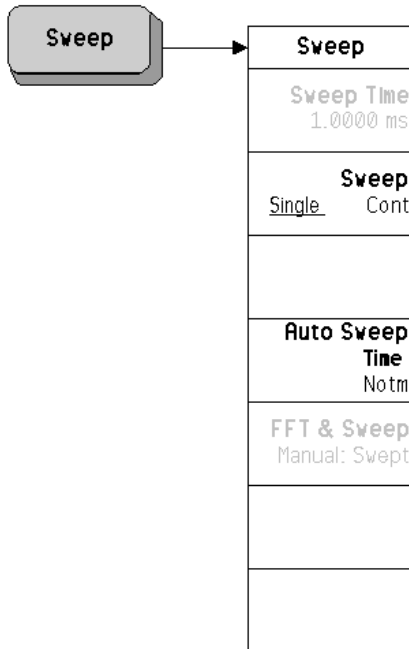 Sweep
Sweep
Sweep Time
1.0000 ms
Sweep
Single Cont
Auto Sweep
Time
Notm
FFT & Sweep
Manual: Swept